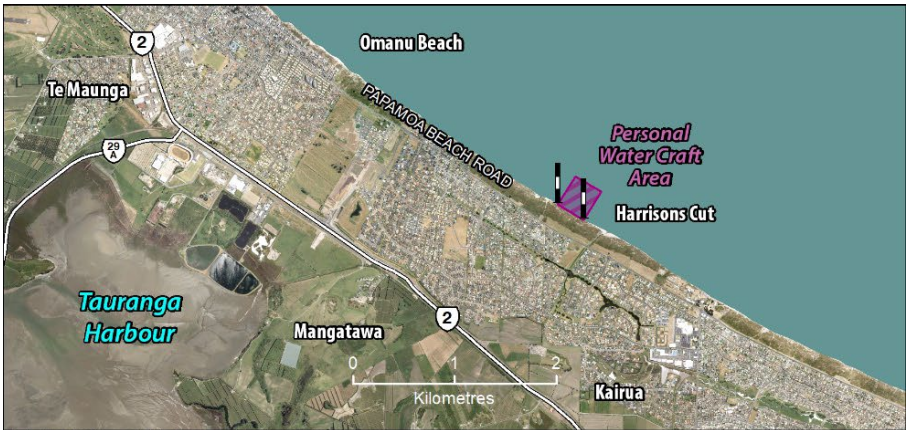 Omanu Beach
2
Te Maunga
PAPAMOA BEACH ROAD
29
A
Personal
Water Craft
Area
Harrisons Cut
Tauranga
Harbour
Mangatawa
2
0 1 2
Kilometres
Kairua